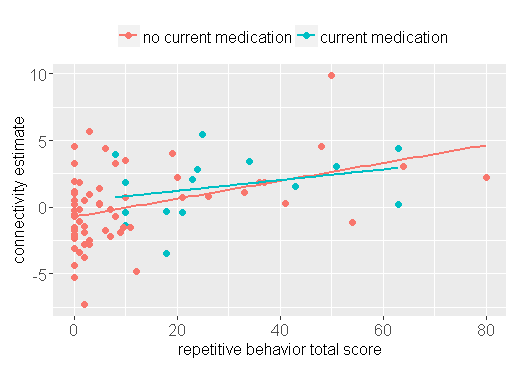 no current medication current medication
10
5
0
-5
connectivity estimate
0 20 40 60 80
repetitive behavior total score